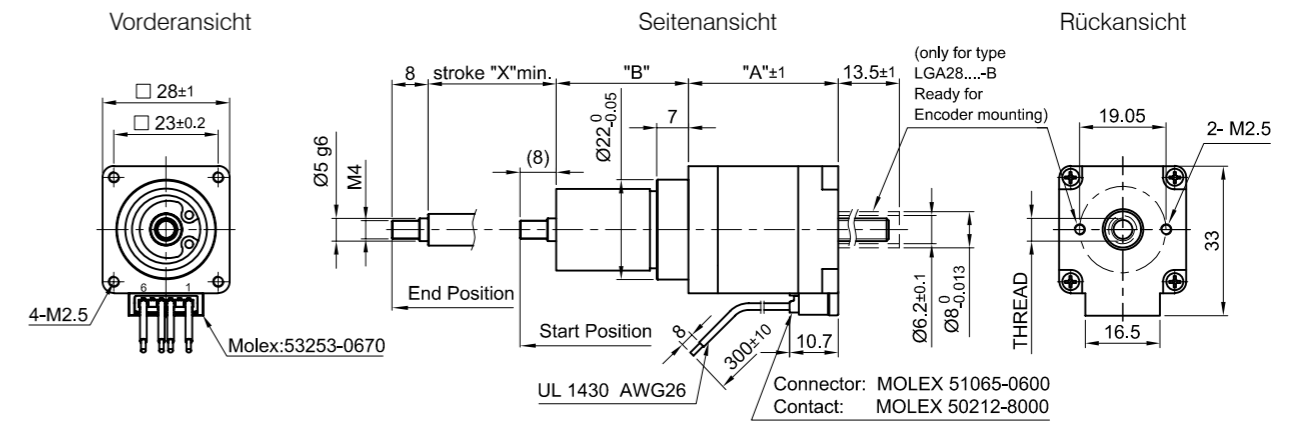 Vorderansicht
Seitenansicht
Rückansicht
□ 28±1
□ 23±0.2
4-M2.5
6 1
Molex:53253-0670
8
stroke "X"min.
"B"
"A"±1
13.5±1
(only for type
LGA28....-B
Ready for
Encoder mounting)
Ø5 g6
M4
(8)
Ø22 0 -0.05
7
End Position
Start Position
8
300±10
10.7
UL 1430 AWG26
Connector: MOLEX 51065-0600
Contact: MOLEX 50212-8000
Ø6.2±0.1
Ø8 0 -0.013
19.05
2- M2.5
THREAD
33
16.5